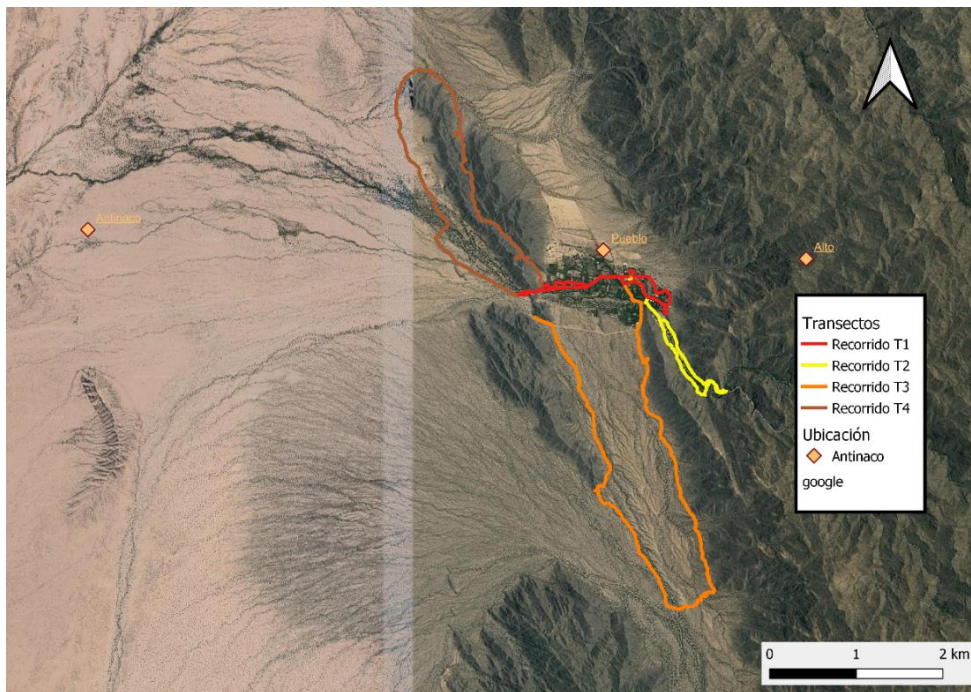 Antinaco
Pueblo
Alto
Transectos
Recorrido T1
Recorrido T2
Recorrido T3
Recorrido T4
Ubicación
Antinaco
google
0 1 2 km